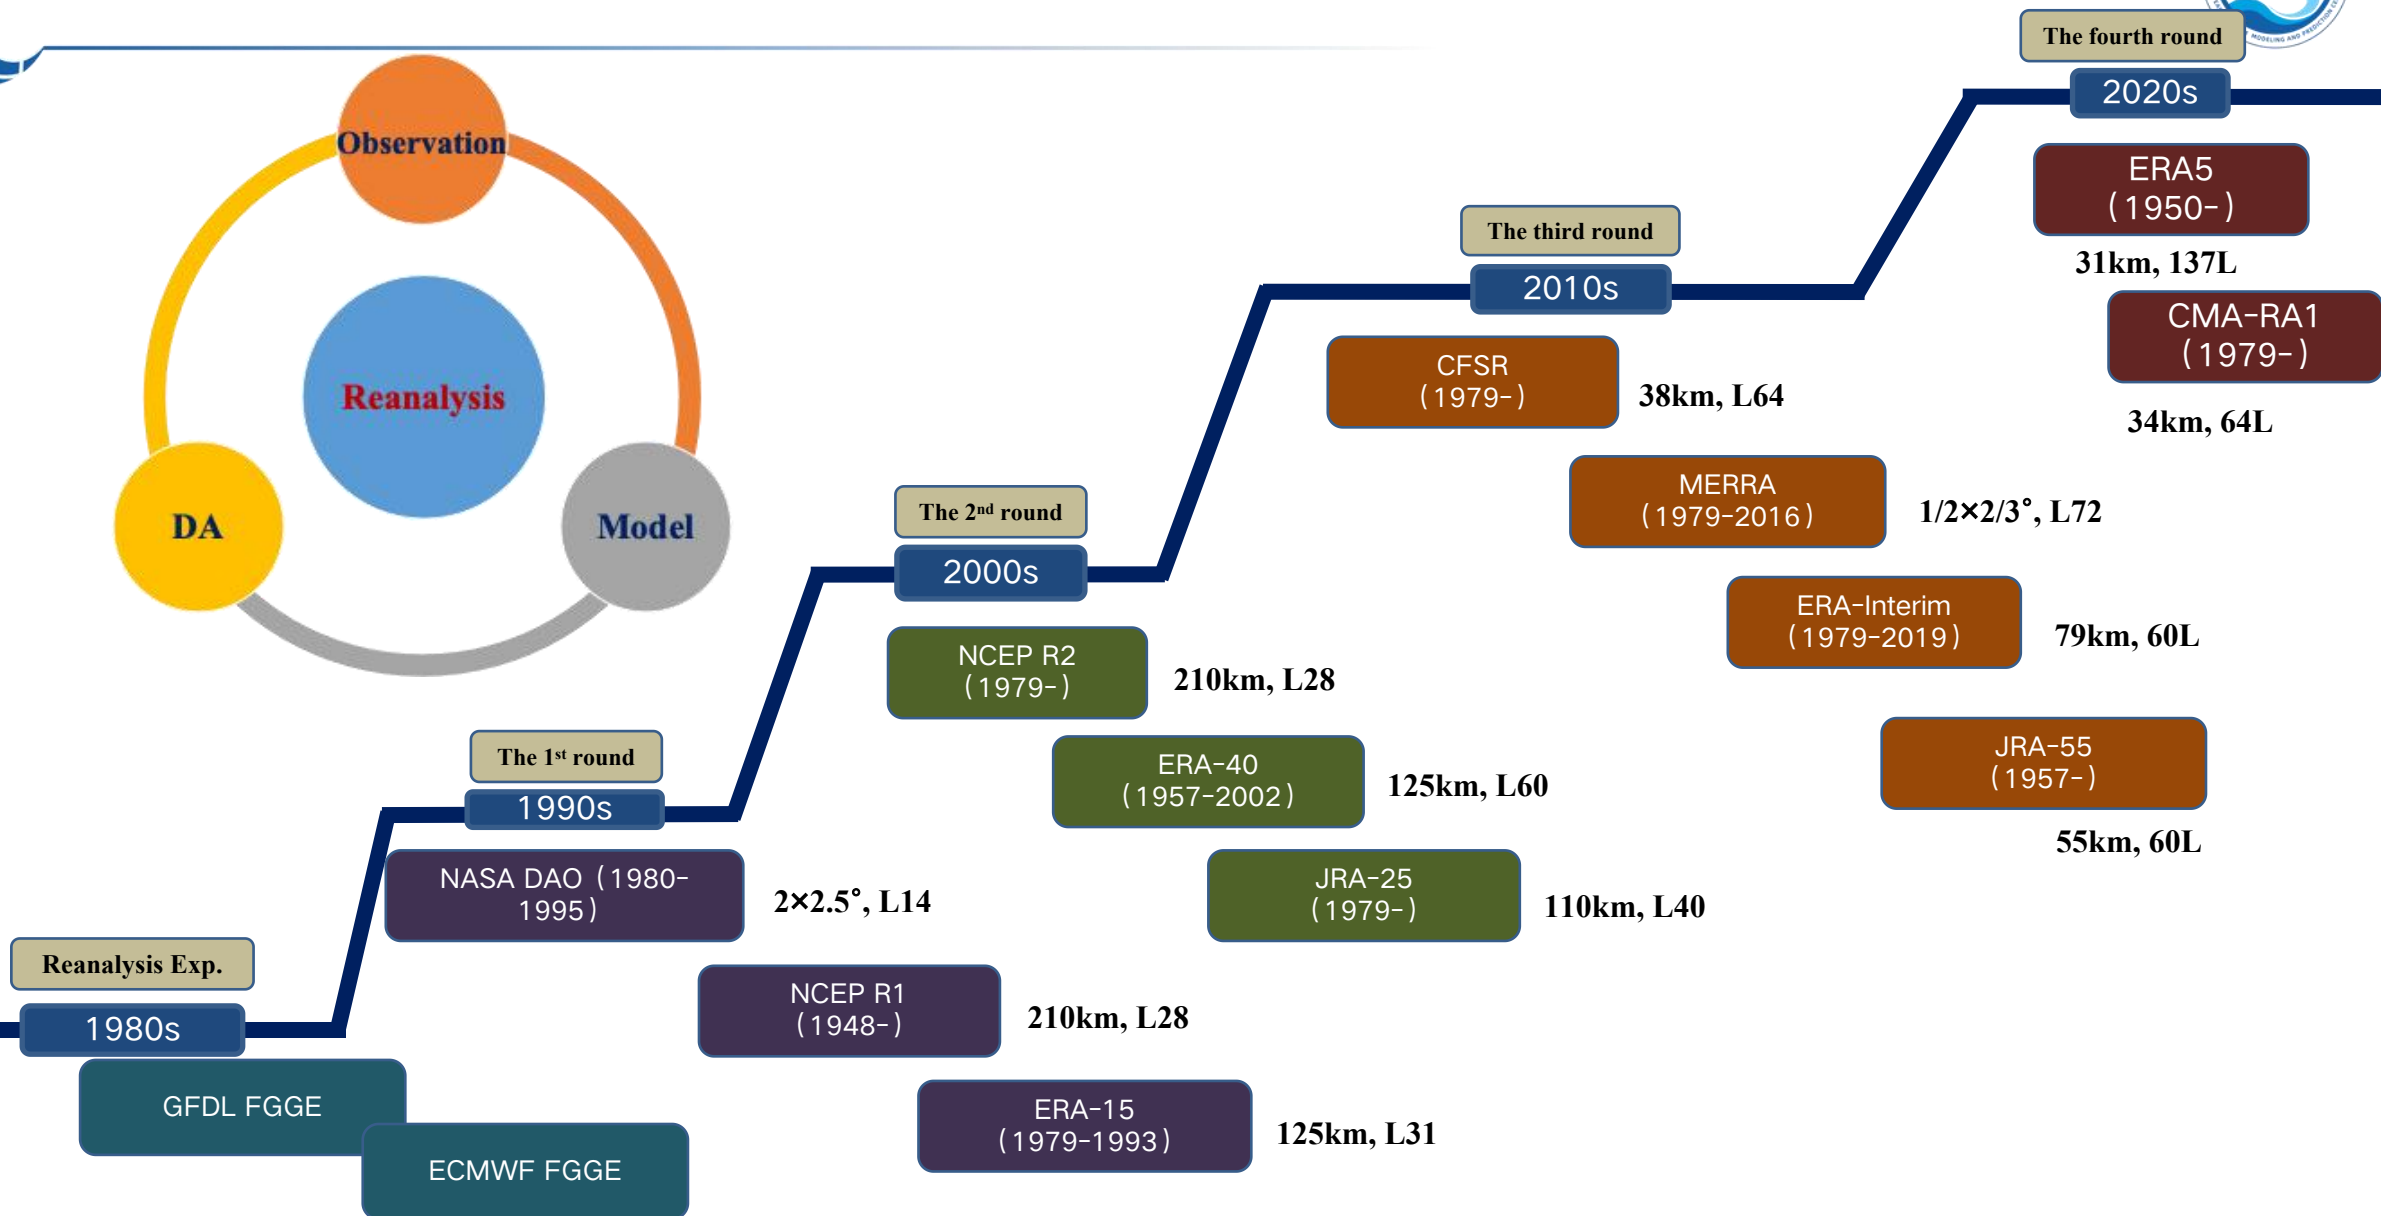 MODELING AND PREDICTION
The fourth round
2020s
ERA5
(1950-)
31km, 137L
CMA-RA1
(1979-)
34km, 64L
The third round
2010s
CFSR
(1979-)
38km, L64
MERRA
(1979-2016)
1/2×2/3°, L72
ERA-Interim
(1979-2019)
79km, 60L
JRA-55
(1957-)
55km, 60L
Observation
Reanalysis
DA
Model
The 2nd round
2000s
NCEP R2
(1979-)
210km, L28
ERA-40
(1957-2002)
125km, L60
JRA-25
(1979-)
110km, L40
The 1st round
1990s
NASA DAO (1980-
1995)
2×2.5°, L14
NCEP R1
(1948-)
210km, L28
ERA-15
(1979-1993)
125km, L31
Reanalysis Exp.
1980s
GFDL FGGE
ECMWF FGGE